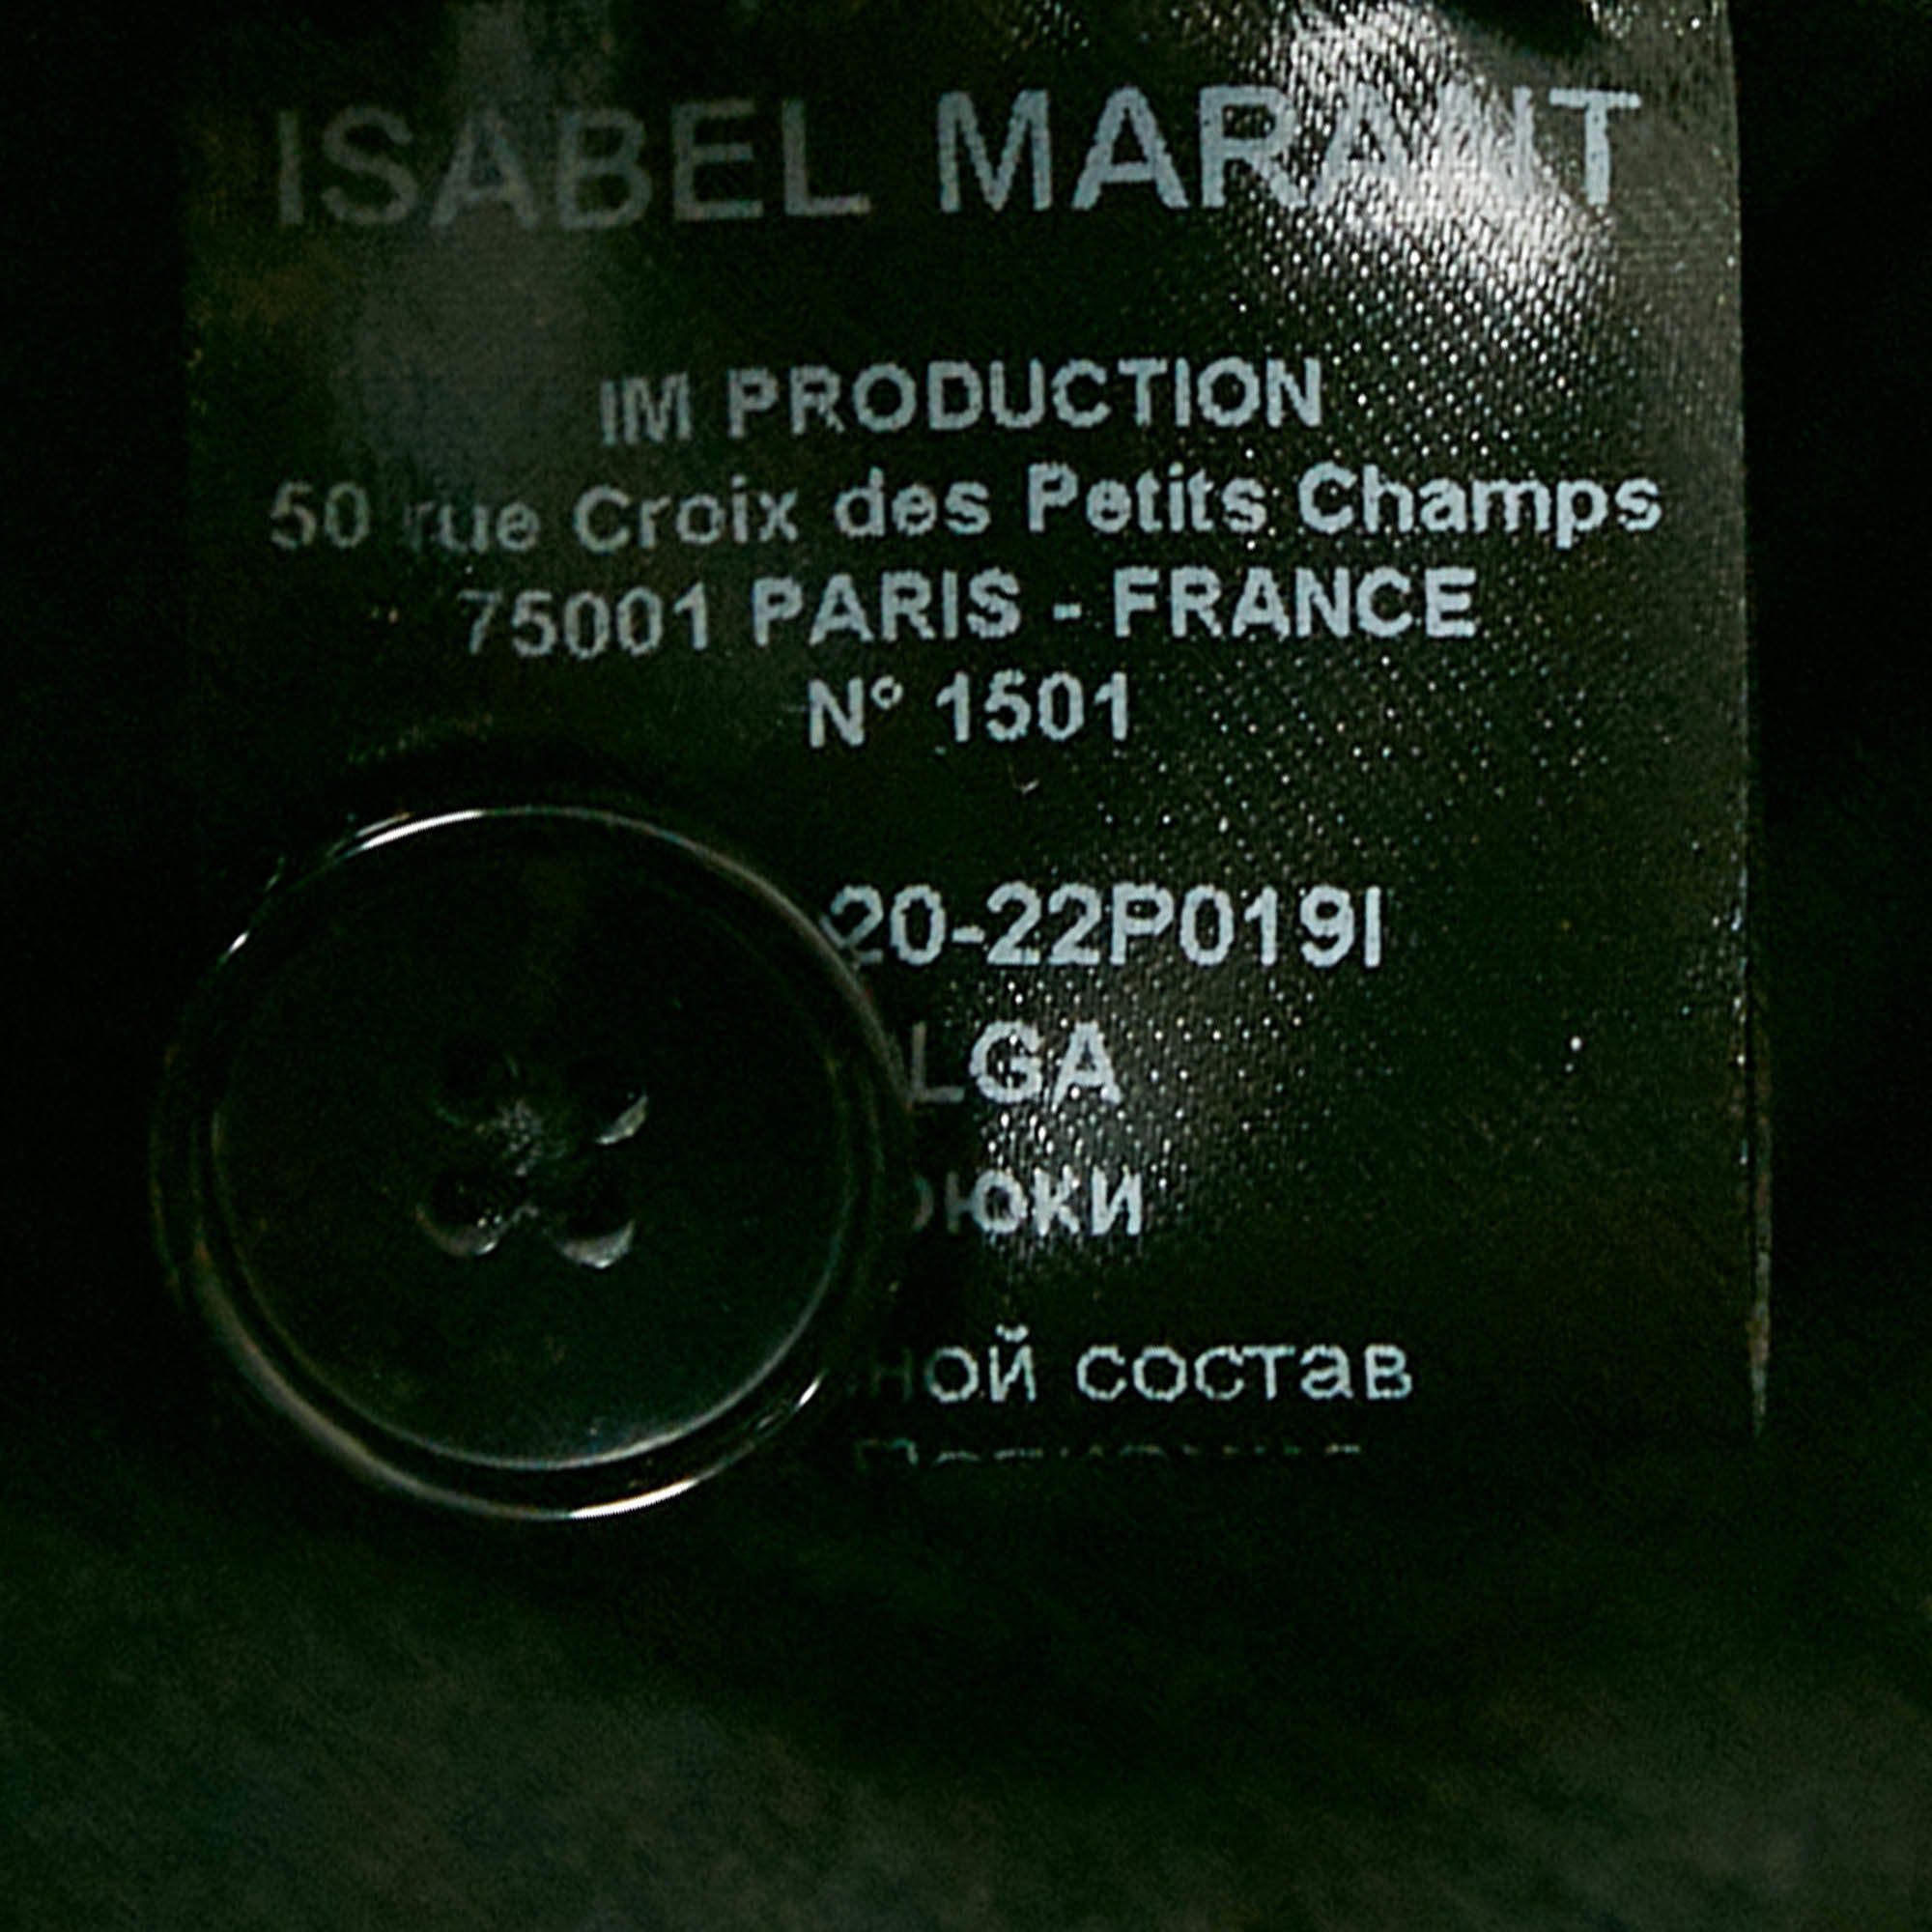 ISABEL MARANT
IM PRODUCTION
50 rue Croix des Petits Champs
75001 PARIS - FRANCE
N° 1501
20-22P019I
LGA
юки
ной состав